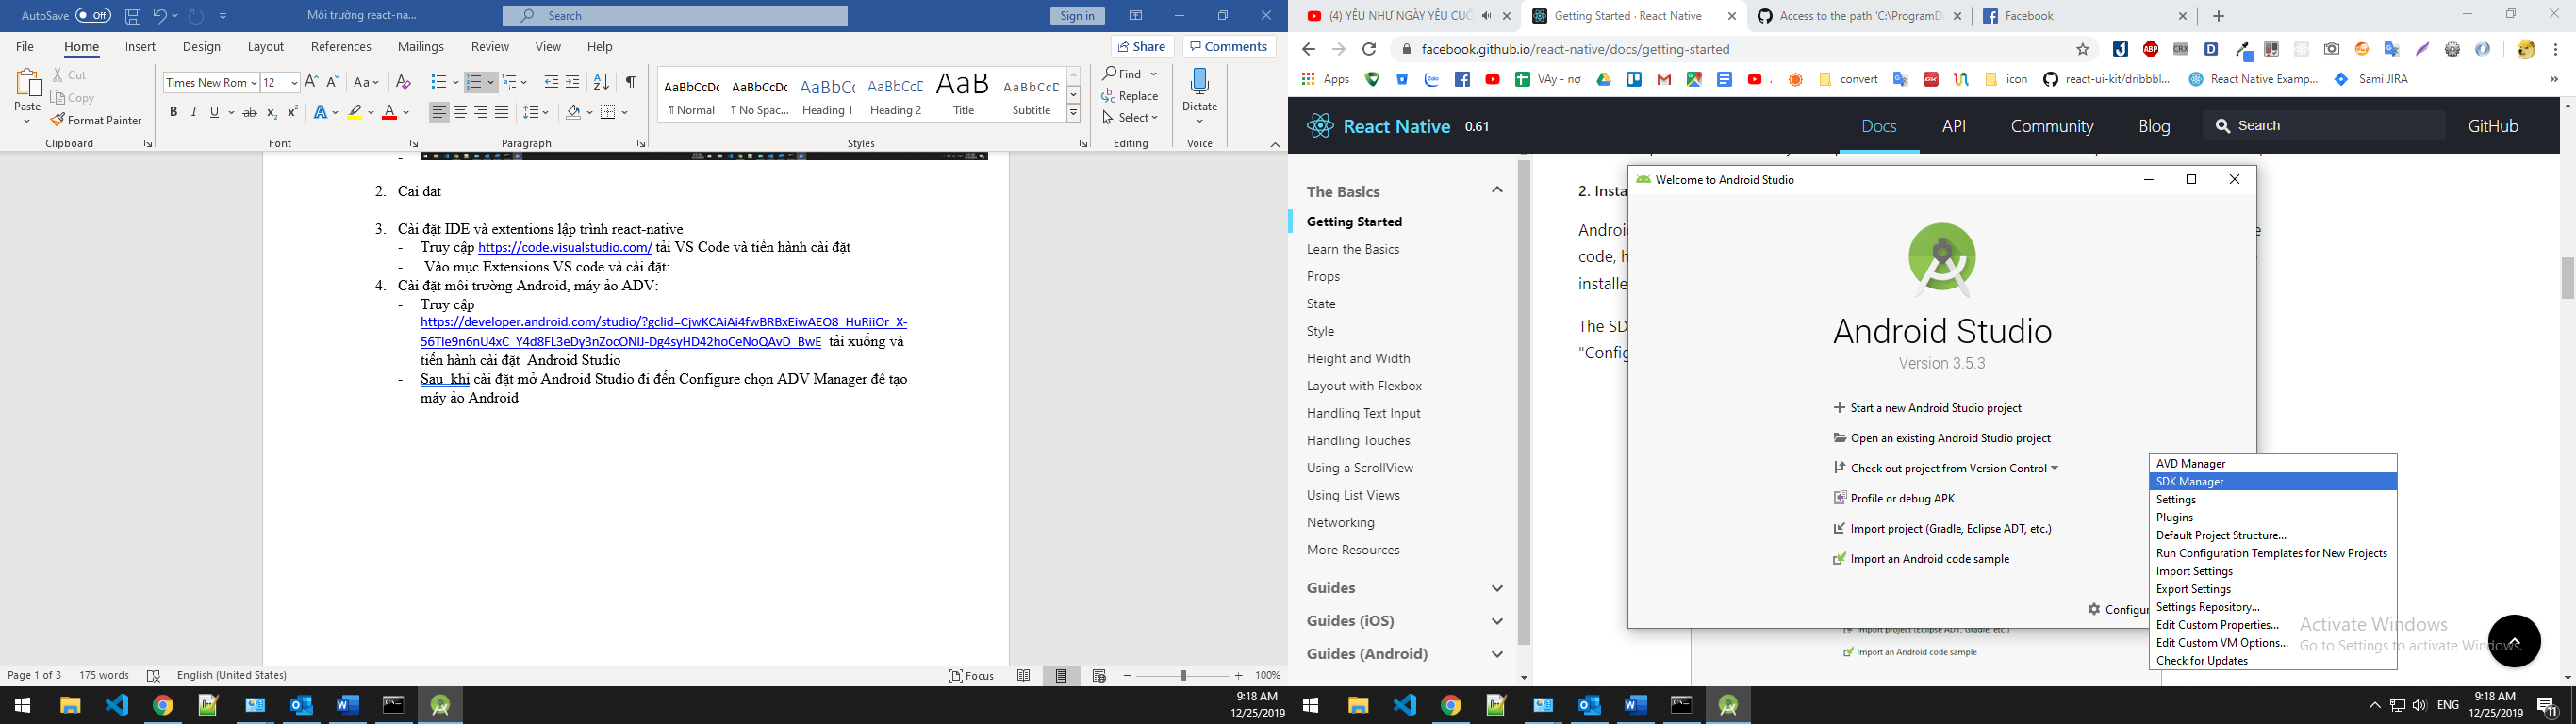 AutoSave Off
Môi trường react-na...
Search
Sign in
File Home Insert Design Layout References Mailings Review View Help
Share Comments
Paste
Cut
Copy
Format Painter
Clipboard
Times New Rom 12
Font
Paragraph
AaBbCcDc AaBbCcDc AaBbCc AaBbCcD AaB AaBbCcD
¶ Normal ¶ No Spac... Heading 1 Heading 2 Title Subtitle
Styles
Find
Replace
Select
Editing
Dictate
Voice
2. Cai dat
3. Cài đặt IDE và extentions lập trình react-native
- Truy cập https://code.visualstudio.com/ tải VS Code và tiến hành cài đặt
- Vào mục Extensions VS code và cài đặt:
4. Cài đặt môi trường Android, máy ảo ADV:
- Truy cập
https://developer.android.com/studio/?gclid=CjwKCAiAi4fwBRBxEiwAEO8_HuRiiOr_X-
56Tle9n6nU4xC_Y4d8FL3eDy3nZocONlJ-Dg4syHD42hoCeNoQAvD_BwE tải xuống và
tiến hành cài đặt Android Studio
- Sau khi cài đặt mở Android Studio đi đến Configure chọn ADV Manager để tạo
máy ảo Android
Page 1 of 3 175 words English (United States)
Focus
100%
9:18 AM
12/25/2019
(4) YÊU NHƯ NGÀY YÊU CUỐ
Getting Started · React Native
Access to the path 'C:\ProgramD
Facebook
facebook.github.io/react-native/docs/getting-started
Apps
VAy - nợ
convert
icon
react-ui-kit/dribbbl...
React Native Examp...
Sami JIRA
React Native 0.61
Docs API Community Blog Search GitHub
The Basics
Getting Started
Learn the Basics
Props
State
Style
Height and Width
Layout with Flexbox
Handling Text Input
Handling Touches
Using a ScrollView
Using List Views
Networking
More Resources
Guides
Guides (iOS)
Guides (Android)
2. Insta
Android
code, h
installe
The SD
"Config
Welcome to Android Studio
Android Studio
Version 3.5.3
Start a new Android Studio project
Open an existing Android Studio project
Check out project from Version Control
Profile or debug APK
Import project (Gradle, Eclipse ADT, etc.)
Import an Android code sample
Configur
AVD Manager
SDK Manager
Settings
Plugins
Default Project Structure...
Run Configuration Templates for New Projects
Import Settings
Export Settings
Settings Repository...
Edit Custom Properties...
Edit Custom VM Options...
Check for Updates
Import project (Eclipse ADT, Gradle, etc.)
Import an Android code sample
Activate Windows
Go to Settings to activate Windows.
ENG
9:18 AM
12/25/2019
11